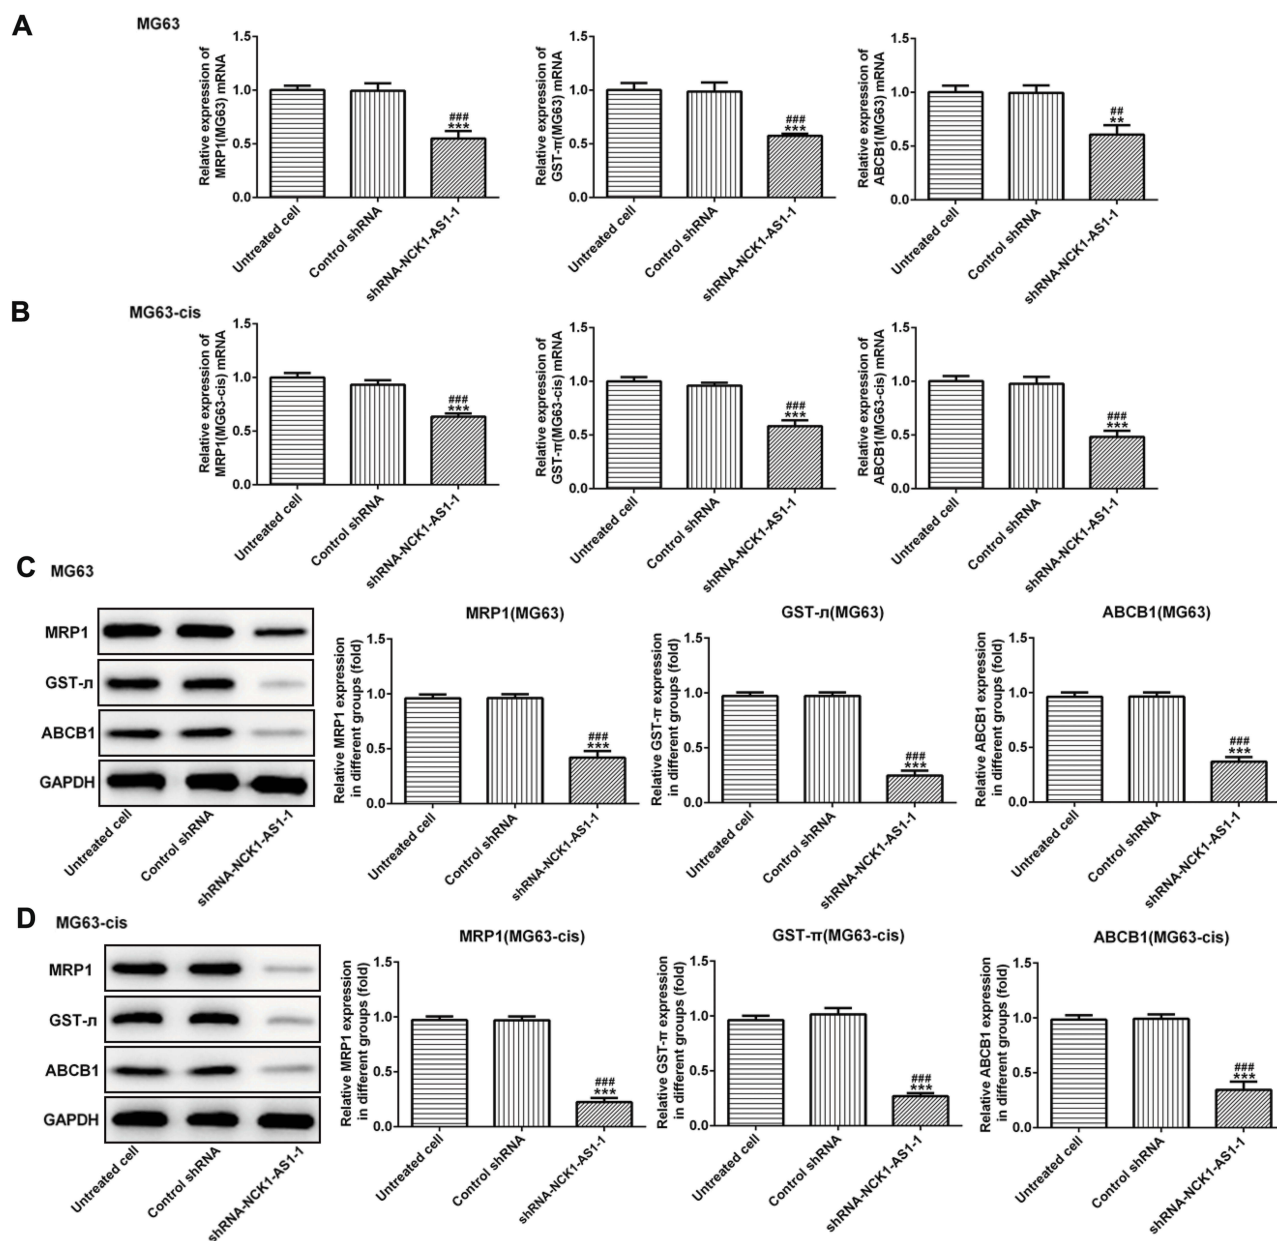 A
MG63
Relative expression of
MRP1(MG63) mRNA
1.5
1.0
0.5
0.0
###
***
Untreated cell
Control shRNA
shRNA-NCK1-AS1-1
Relative expression of
GST-π(MG63) mRNA
1.5
1.0
0.5
0.0
###
***
Untreated cell
Control shRNA
shRNA-NCK1-AS1-1
Relative expression of
ABCB1(MG63) mRNA
1.5
1.0
0.5
0.0
##
**
Untreated cell
Control shRNA
shRNA-NCK1-AS1-1
B
MG63-cis
Relative expression of
MRP1(MG63-cis) mRNA
1.5
1.0
0.5
0.0
###
***
Untreated cell
Control shRNA
shRNA-NCK1-AS1-1
Relative expression of
GST-π(MG63-cis) mRNA
1.5
1.0
0.5
0.0
###
***
Untreated cell
Control shRNA
shRNA-NCK1-AS1-1
Relative expression of
ABCB1(MG63-cis) mRNA
1.5
1.0
0.5
0.0
###
***
Untreated cell
Control shRNA
shRNA-NCK1-AS1-1
C
MG63
MRP1
GST-л
ABCB1
GAPDH
Untreated cell
Control shRNA
shRNA-NCK1-AS1-1
MRP1(MG63)
Relative MRP1 expression
in different groups (fold)
1.5
1.0
0.5
0.0
###
***
Untreated cell
Control shRNA
shRNA-NCK1-AS1-1
GST-л(MG63)
Relative GST-π expression
in different groups (fold)
1.5
1.0
0.5
0.0
###
***
Untreated cell
Control shRNA
shRNA-NCK1-AS1-1
ABCB1(MG63)
Relative ABCB1 expression
in different groups (fold)
1.5
1.0
0.5
0.0
###
***
Untreated cell
Control shRNA
shRNA-NCK1-AS1-1
D
MG63-cis
MRP1
GST-л
ABCB1
GAPDH
Untreated cell
Control shRNA
shRNA-NCK1-AS1-1
MRP1(MG63-cis)
Relative MRP1 expression
in different groups (fold)
1.5
1.0
0.5
0.0
###
***
Untreated cell
Control shRNA
shRNA-NCK1-AS1-1
GST-π(MG63-cis)
Relative GST-π expression
in different groups (fold)
1.5
1.0
0.5
0.0
###
***
Untreated cell
Control shRNA
shRNA-NCK1-AS1-1
ABCB1(MG63-cis)
Relative ABCB1 expression
in different groups (fold)
1.5
1.0
0.5
0.0
###
***
Untreated cell
Control shRNA
shRNA-NCK1-AS1-1